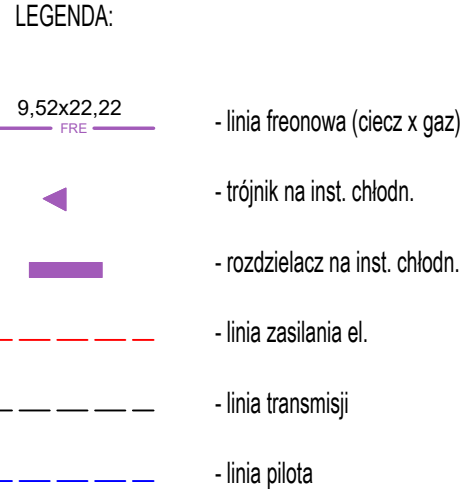 LEGENDA:
9,52x22,22
FRE
- linia freonowa (ciecz x gaz)
- trójnik na inst. chłodn.
- rozdzielacz na inst. chłodn.
- linia zasilania el.
- linia transmisji
- linia pilota